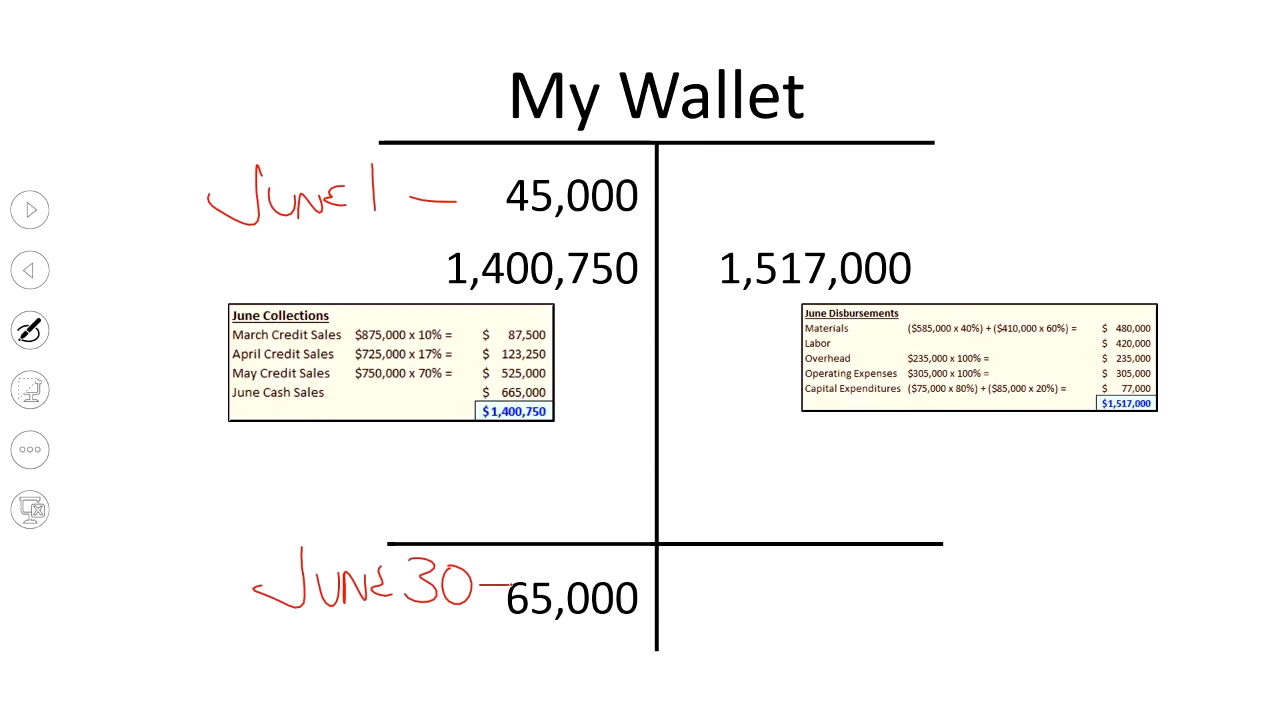 My Wallet
JUNE 1 — 45,000
1,400,750 1,517,000
June Collections
March Credit Sales $875,000 x 10% = $ 87,500
April Credit Sales $725,000 x 17% = $ 123,250
May Credit Sales $750,000 x 70% = $ 525,000
June Cash Sales $ 665,000
$1,400,750
June Disbursements
Materials ($585,000 x 40%) + ($410,000 x 60%) = $ 480,000
Labor $ 420,000
Overhead $235,000 x 100% = $ 235,000
Operating Expenses $305,000 x 100% = $ 305,000
Capital Expenditures ($75,000 x 80%) + ($85,000 x 20%) = $ 77,000
$1,517,000
JUNE 30 — 65,000